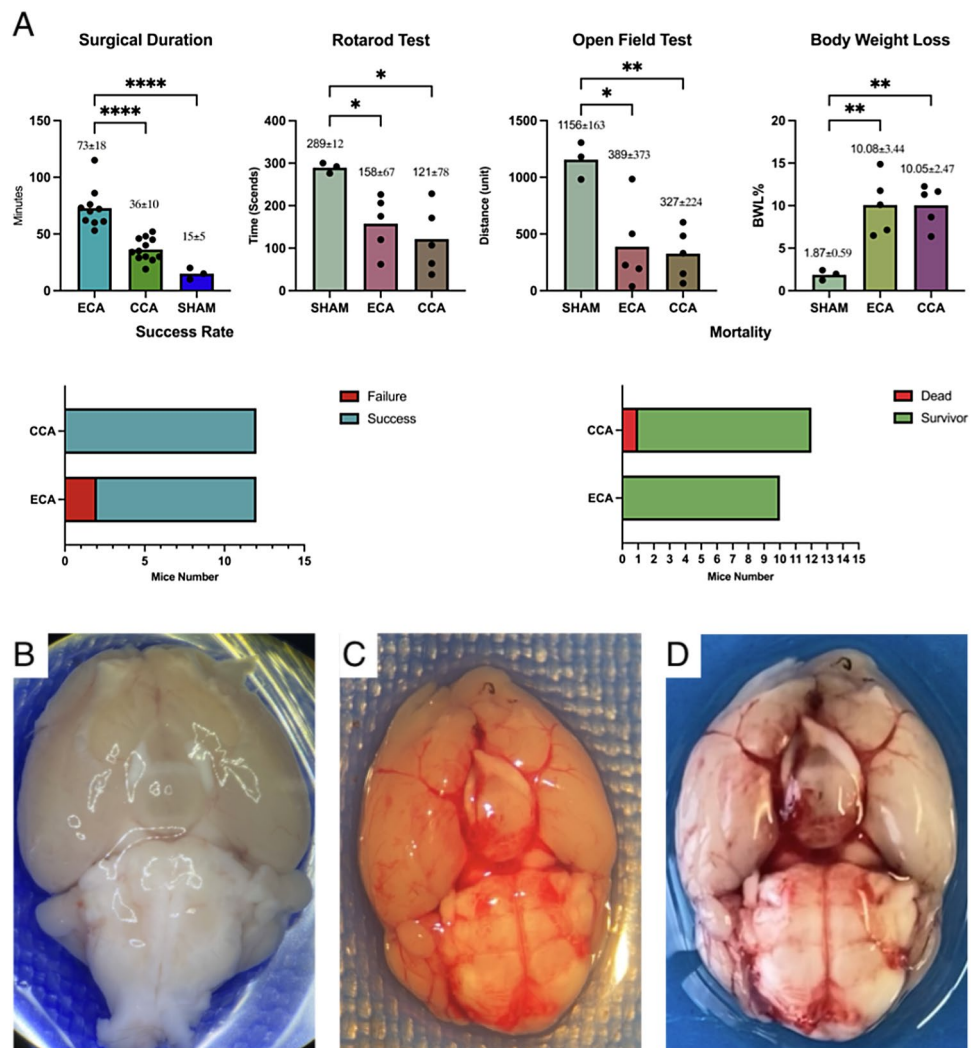 A
Surgical Duration
Rotarod Test
Open Field Test
Body Weight Loss
****
****
150
100
50
0
Minutes
73±18
36±10
15±5
ECA CCA SHAM
*
*
400
300
200
100
0
Time (Scends)
289±12
158±67
121±78
SHAM ECA CCA
**
*
1500
1000
500
0
Distance (unit)
1156±163
389±373
327±224
SHAM ECA CCA
**
**
20
15
10
5
0
BWL%
1.87±0.59
10.08±3.44
10.05±2.47
SHAM ECA CCA
Success Rate
Failure
Success
CCA
ECA
0 5 10 15
Mice Number
Mortality
Dead
Survivor
CCA
ECA
0 1 2 3 4 5 6 7 8 9 10 11 12 13 14 15
Mice Number
B
C
D